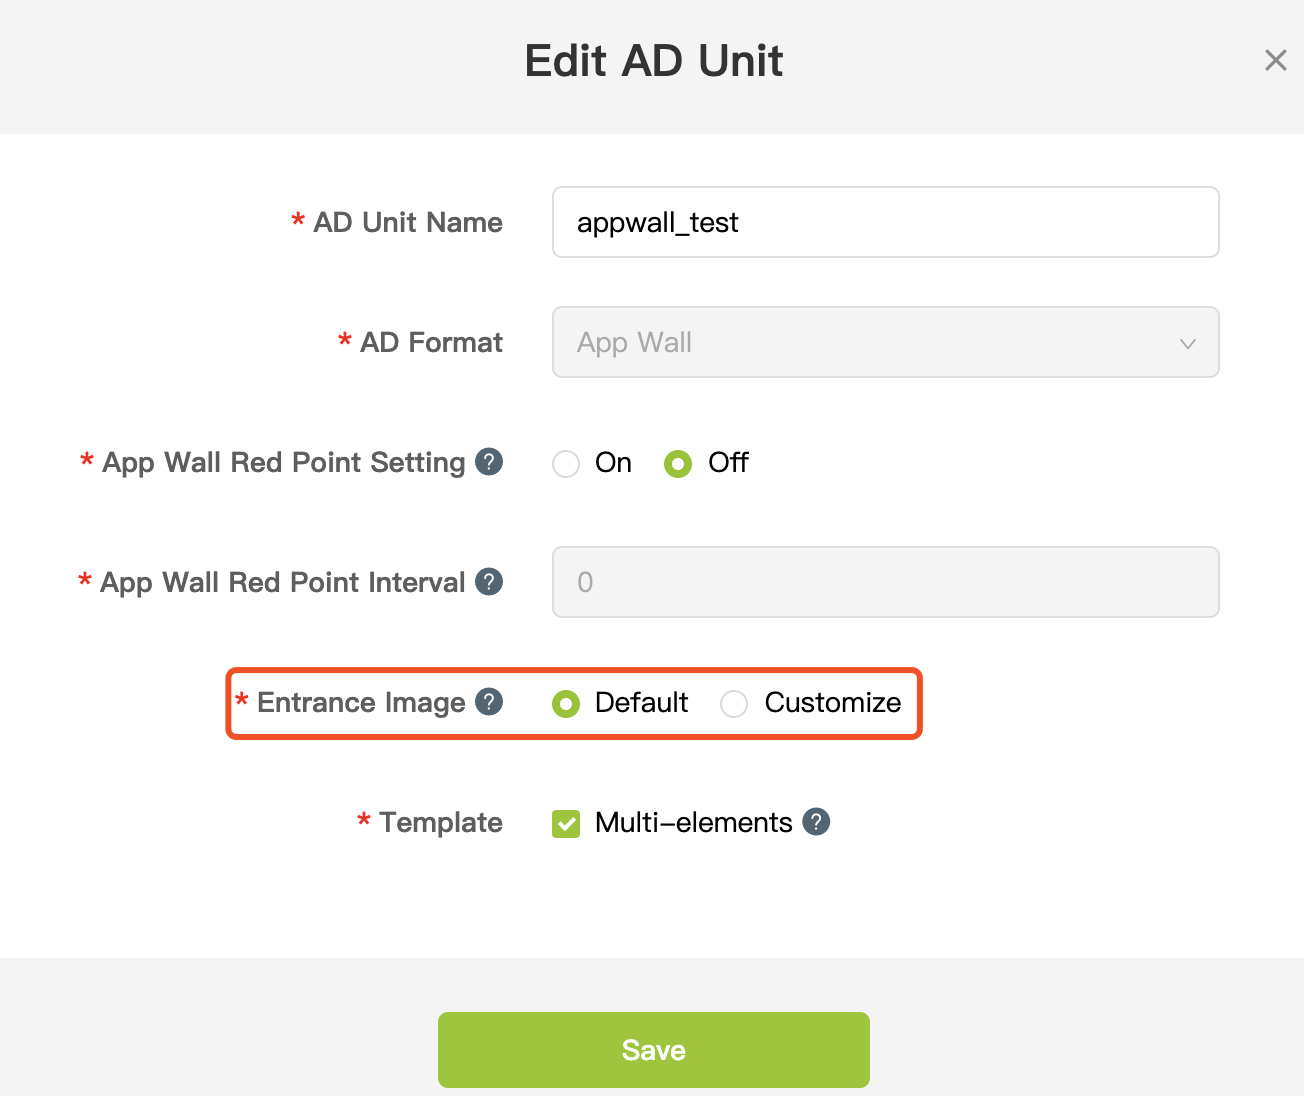 Edit AD Unit
* AD Unit Name appwall_test
* AD Format App Wall
* App Wall Red Point Setting ? On Off
* App Wall Red Point Interval ? 0
* Entrance Image ? Default Customize
* Template Multi-elements ?
Save